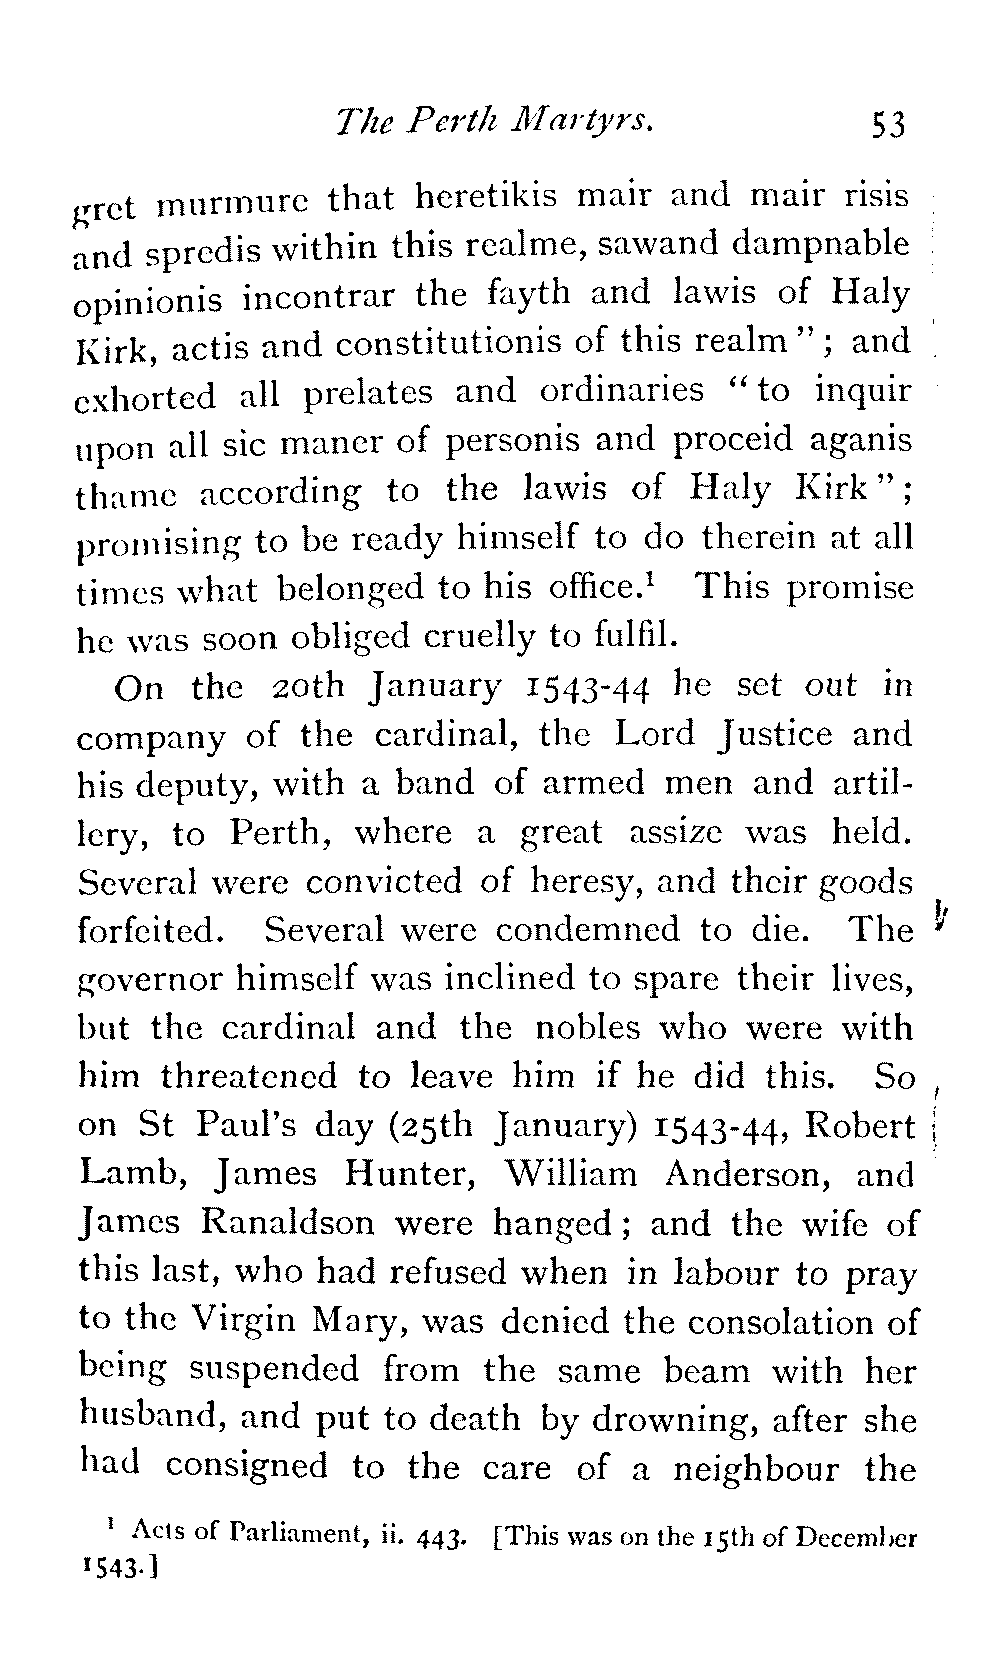 The Perth Martyrs. 53
gret murmure that heretikis mair and mair risis
and spredis within this realme, sawand dampnable
opinionis incontrar the fayth and lawis of Haly
Kirk, actis and constitutionis of this realm"; and
exhorted all prelates and ordinaries "to inquir
upon all sic maner of personis and proceid aganis
thame according to the lawis of Haly Kirk";
promising to be ready himself to do therein at all
times what belonged to his office.¹ This promise
he was soon obliged cruelly to fulfil.
On the 20th January 1543-44 he set out in
company of the cardinal, the Lord Justice and
his deputy, with a band of armed men and artil-
lery, to Perth, where a great assize was held.
Several were convicted of heresy, and their goods
forfeited. Several were condemned to die. The
governor himself was inclined to spare their lives,
but the cardinal and the nobles who were with
him threatened to leave him if he did this. So
on St Paul's day (25th January) 1543-44, Robert
Lamb, James Hunter, William Anderson, and
James Ranaldson were hanged; and the wife of
this last, who had refused when in labour to pray
to the Virgin Mary, was denied the consolation of
being suspended from the same beam with her
husband, and put to death by drowning, after she
had consigned to the care of a neighbour the
¹ Acts of Parliament, ii. 443. [This was on the 15th of December
1543.]